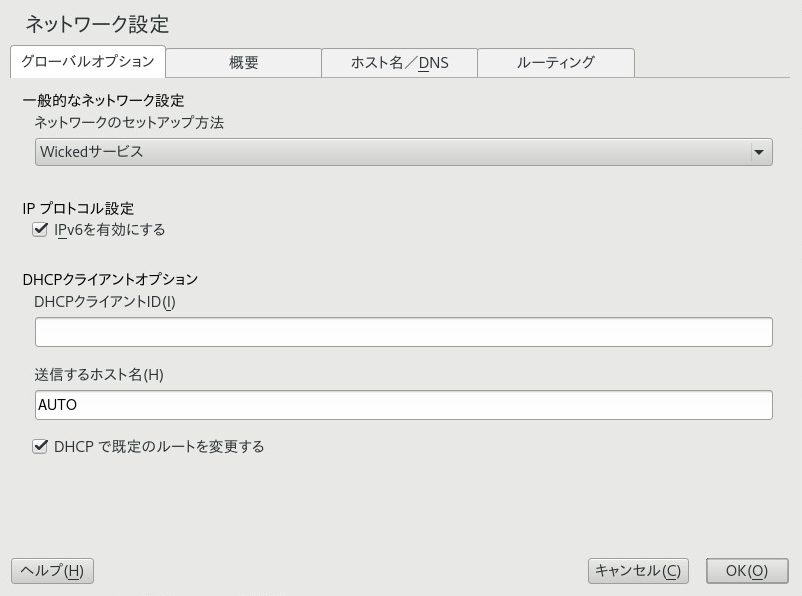 ネットワーク設定
グローバルオプション
概要
ホスト名／DNS
ルーティング
一般的なネットワーク設定
ネットワークのセットアップ方法
Wickedサービス
IP プロトコル設定
IPv6を有効にする
DHCPクライアントオプション
DHCPクライアントID(I)
送信するホスト名(H)
AUTO
DHCP で既定のルートを変更する
ヘルプ(H)
キャンセル(C)
OK(O)